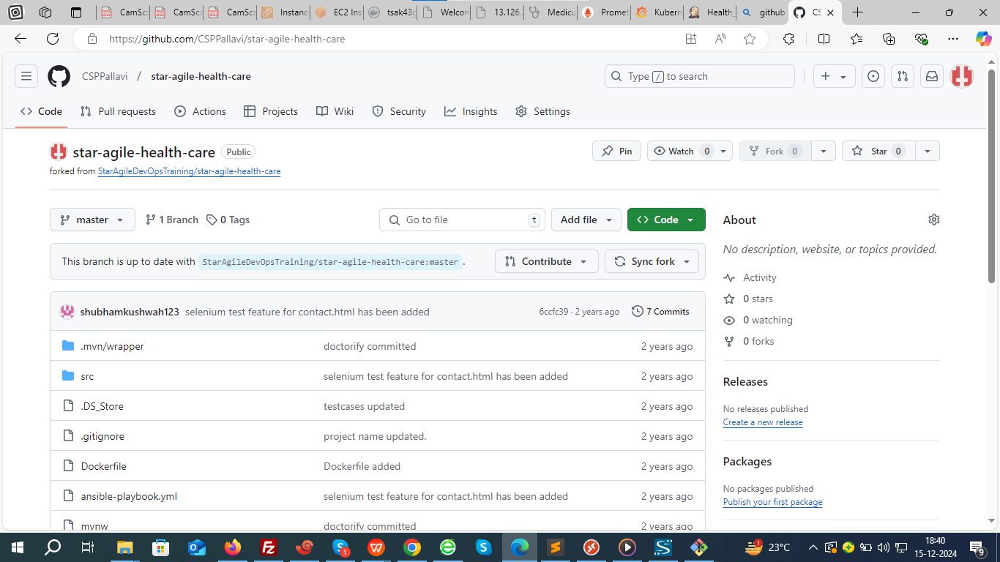 CamSca
CamSca
CamSca
Instanc
EC2 Ins
tsak43g
Welcon
13.126.
Medicu
Promet
Kubern
Health_
github
CS
https://github.com/CSPPallavi/star-agile-health-care
CSPPallavi / star-agile-health-care
Type / to search
Code Pull requests Actions Projects Wiki Security Insights Settings
star-agile-health-care Public
Pin Watch 0 Fork 0 Star 0
forked from StarAgileDevOpsTraining/star-agile-health-care
master 1 Branch 0 Tags Go to file t Add file Code
About
No description, website, or topics provided.
This branch is up to date with StarAgileDevOpsTraining/star-agile-health-care:master .
Contribute Sync fork
Activity
0 stars
0 watching
0 forks
shubhamkushwah123 selenium test feature for contact.html has been added 6ccfc39 · 2 years ago 7 Commits
.mvn/wrapper doctorify committed 2 years ago
src selenium test feature for contact.html has been added 2 years ago
.DS_Store testcases updated 2 years ago
.gitignore project name updated. 2 years ago
Dockerfile Dockerfile added 2 years ago
ansible-playbook.yml selenium test feature for contact.html has been added 2 years ago
mvnw doctorify committed 2 years ago
Releases
No releases published
Create a new release
Packages
No packages published
Publish your first package
23°C
18:40
15-12-2024
9